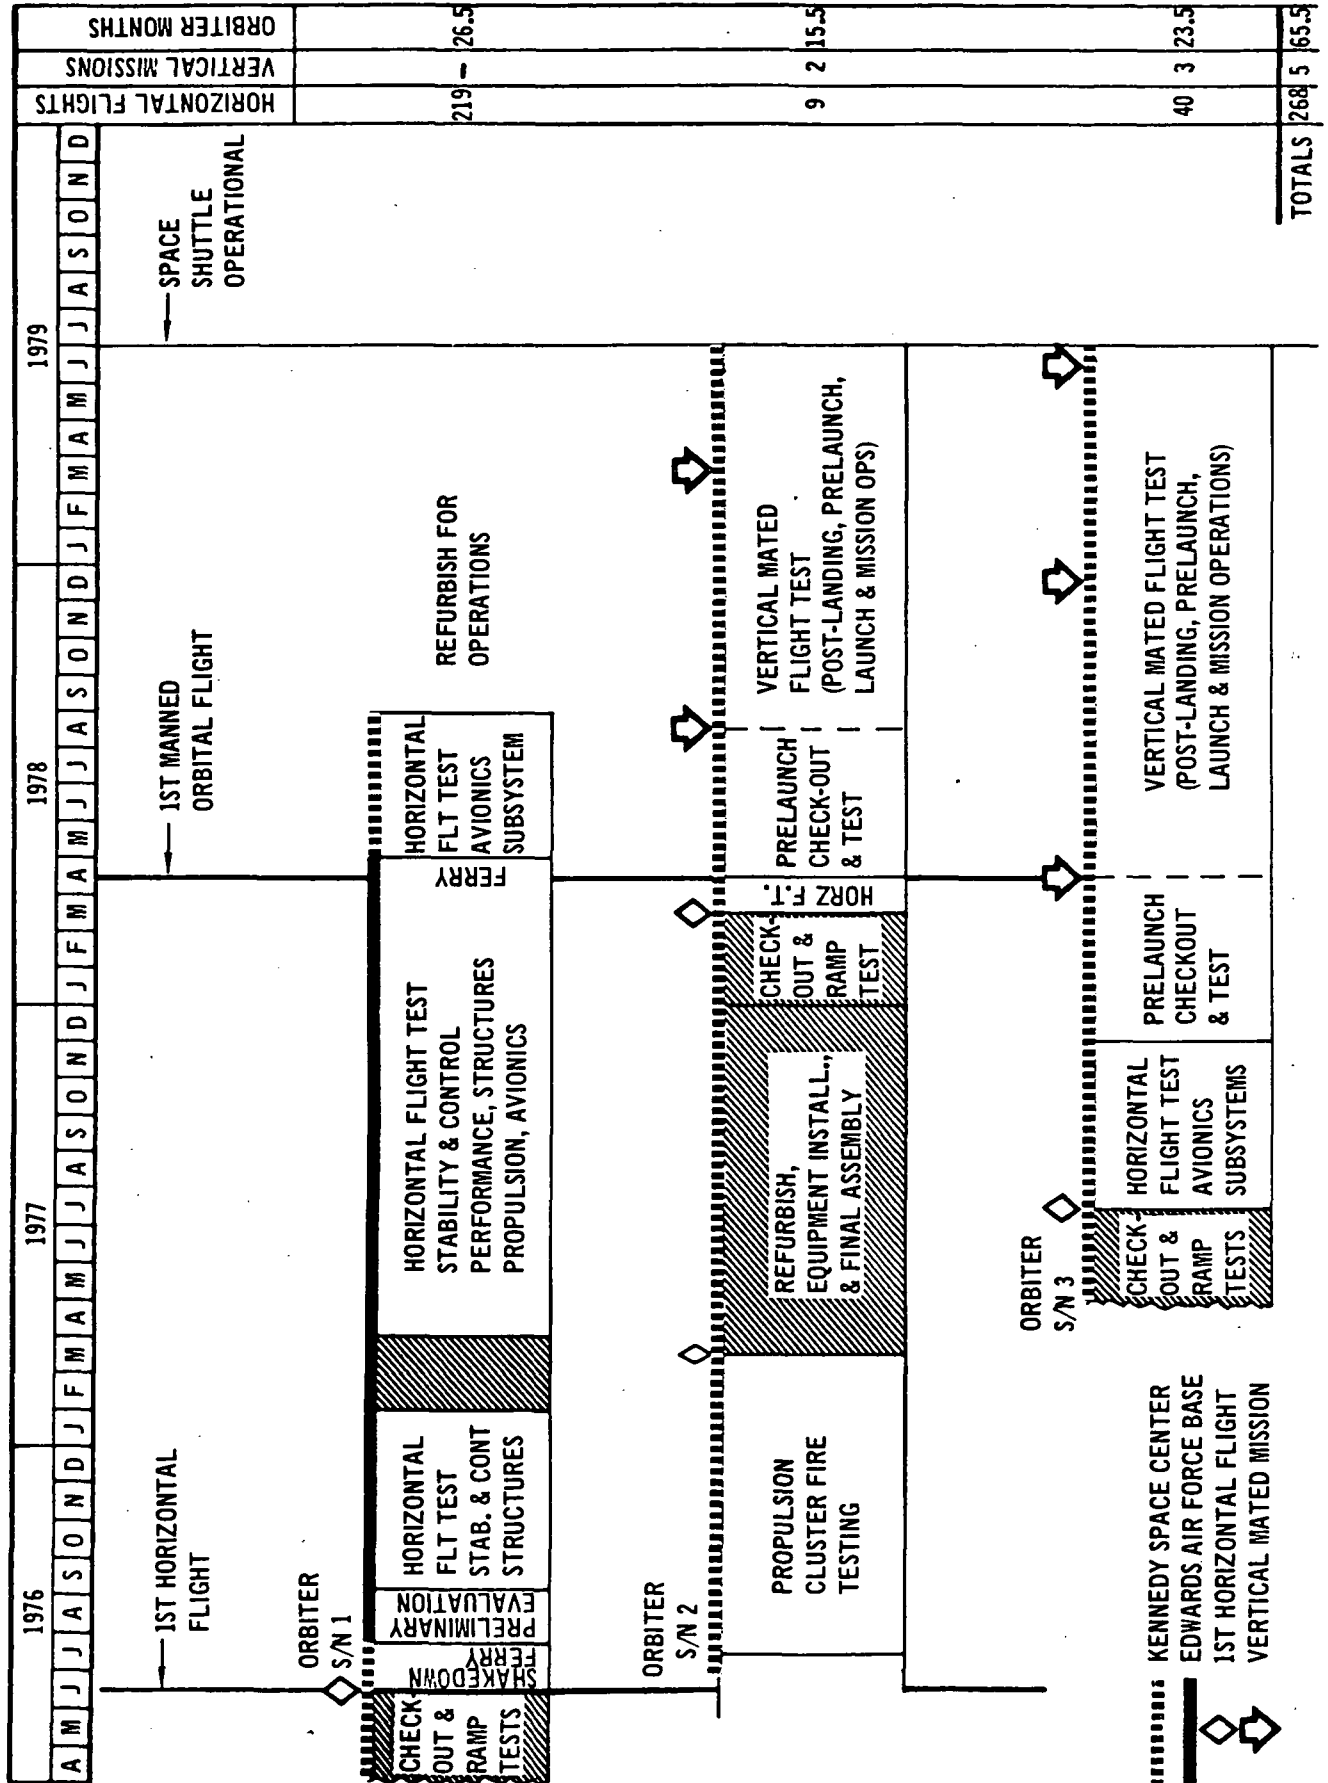 1976 1977 1978 1979
HORIZONTAL FLIGHTS
VERTICAL MISSIONS
ORBITER MONTHS
A M J J A S O N D J F M A M J J A S O N D J F M A M J J A S O N D J F M A M J J A S O N D
1ST HORIZONTAL
FLIGHT
1ST MANNED
ORBITAL FLIGHT
SPACE
SHUTTLE
OPERATIONAL
ORBITER
S/N 1
CHECK-
OUT &
RAMP
TESTS
SHAKEDOWN
FERRY
PRELIMINARY
EVALUATION
HORIZONTAL
FLT TEST
STAB. & CONT
STRUCTURES
HORIZONTAL FLIGHT TEST
STABILITY & CONTROL
PERFORMANCE, STRUCTURES
PROPULSION, AVIONICS
FERRY
HORIZONTAL
FLT TEST
AVIONICS
SUBSYSTEM
REFURBISH FOR
OPERATIONS
219 - 26.5
ORBITER
S/N 2
PROPULSION
CLUSTER FIRE
TESTING
REFURBISH,
EQUIPMENT INSTALL.,
& FINAL ASSEMBLY
CHECK-
OUT &
RAMP
TEST
HORZ F.T.
PRELAUNCH
CHECK-OUT
& TEST
VERTICAL MATED
FLIGHT TEST
(POST-LANDING, PRELAUNCH,
LAUNCH & MISSION OPS)
9 2 15.5
ORBITER
S/N 3
CHECK-
OUT &
RAMP
TESTS
HORIZONTAL
FLIGHT TEST
AVIONICS
SUBSYSTEMS
PRELAUNCH
CHECKOUT
& TEST
VERTICAL MATED FLIGHT TEST
(POST-LANDING, PRELAUNCH,
LAUNCH & MISSION OPERATIONS)
40 3 23.5
TOTALS 268 5 65.5
KENNEDY SPACE CENTER
EDWARDS AIR FORCE BASE
1ST HORIZONTAL FLIGHT
VERTICAL MATED MISSION